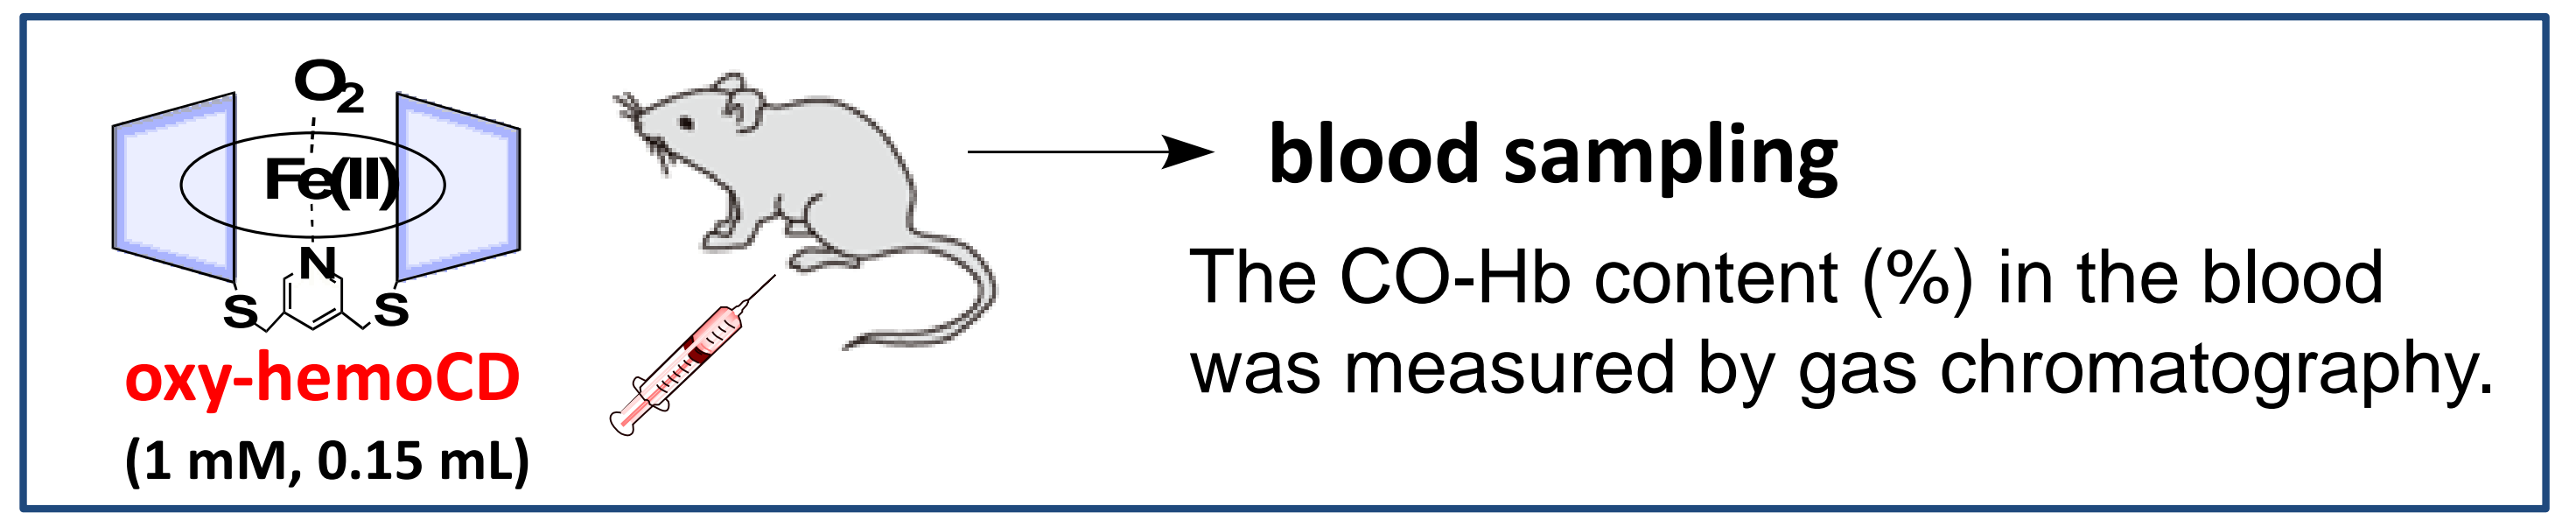 O2
Fe(II)
N
S S
oxy-hemoCD
(1 mM, 0.15 mL)
blood sampling
The CO-Hb content (%) in the blood
was measured by gas chromatography.